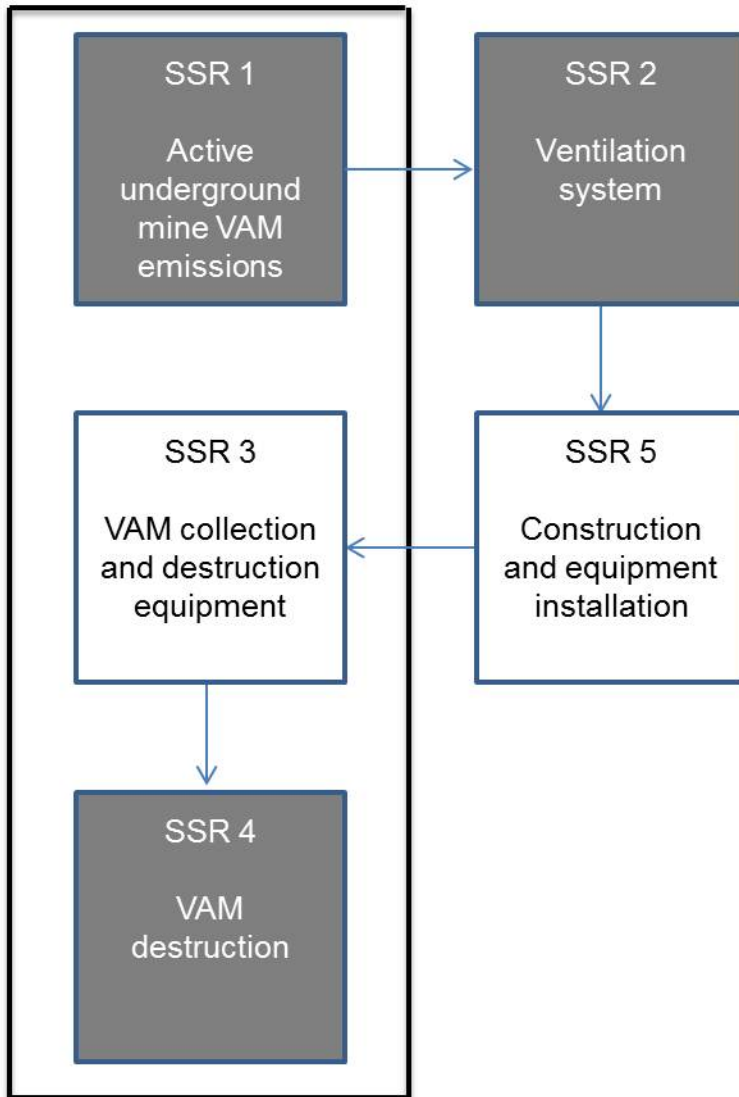 SSR 1
Active
underground
mine VAM
emissions
SSR 2
Ventilation
system
SSR 3
VAM collection
and destruction
equipment
SSR 5
Construction
and equipment
installation
SSR 4
VAM
destruction